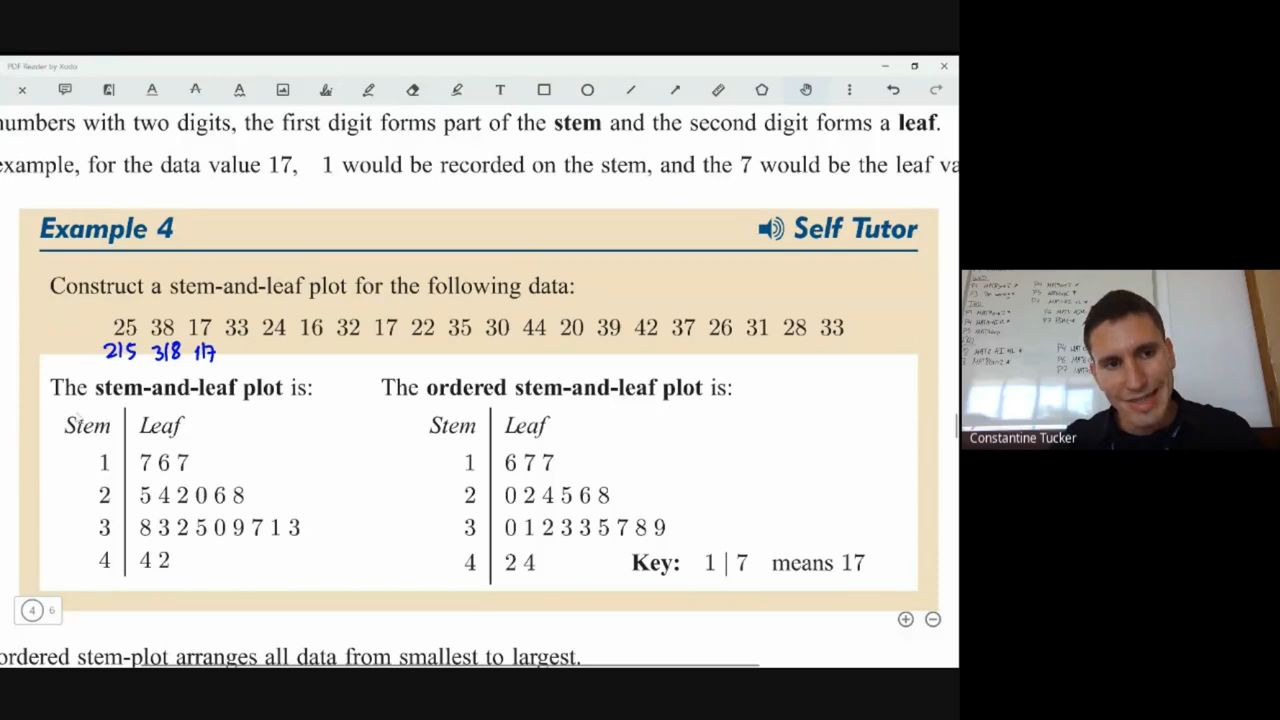 PDF Reader by Xodo
numbers with two digits, the first digit forms part of the stem and the second digit forms a leaf.
example, for the data value 17, 1 would be recorded on the stem, and the 7 would be the leaf va
Example 4
Self Tutor
Construct a stem-and-leaf plot for the following data:
25 38 17 33 24 16 32 17 22 35 30 44 20 39 42 37 26 31 28 33
2|5 3|8 1|7
The stem-and-leaf plot is:
Stem Leaf
1 7 6 7
2 5 4 2 0 6 8
3 8 3 2 5 0 9 7 1 3
4 4 2
The ordered stem-and-leaf plot is:
Stem Leaf
1 6 7 7
2 0 2 4 5 6 8
3 0 1 2 3 3 5 7 8 9
4 2 4
Key: 1 | 7 means 17
4 6
ordered stem-plot arranges all data from smallest to largest.
Constantine Tucker